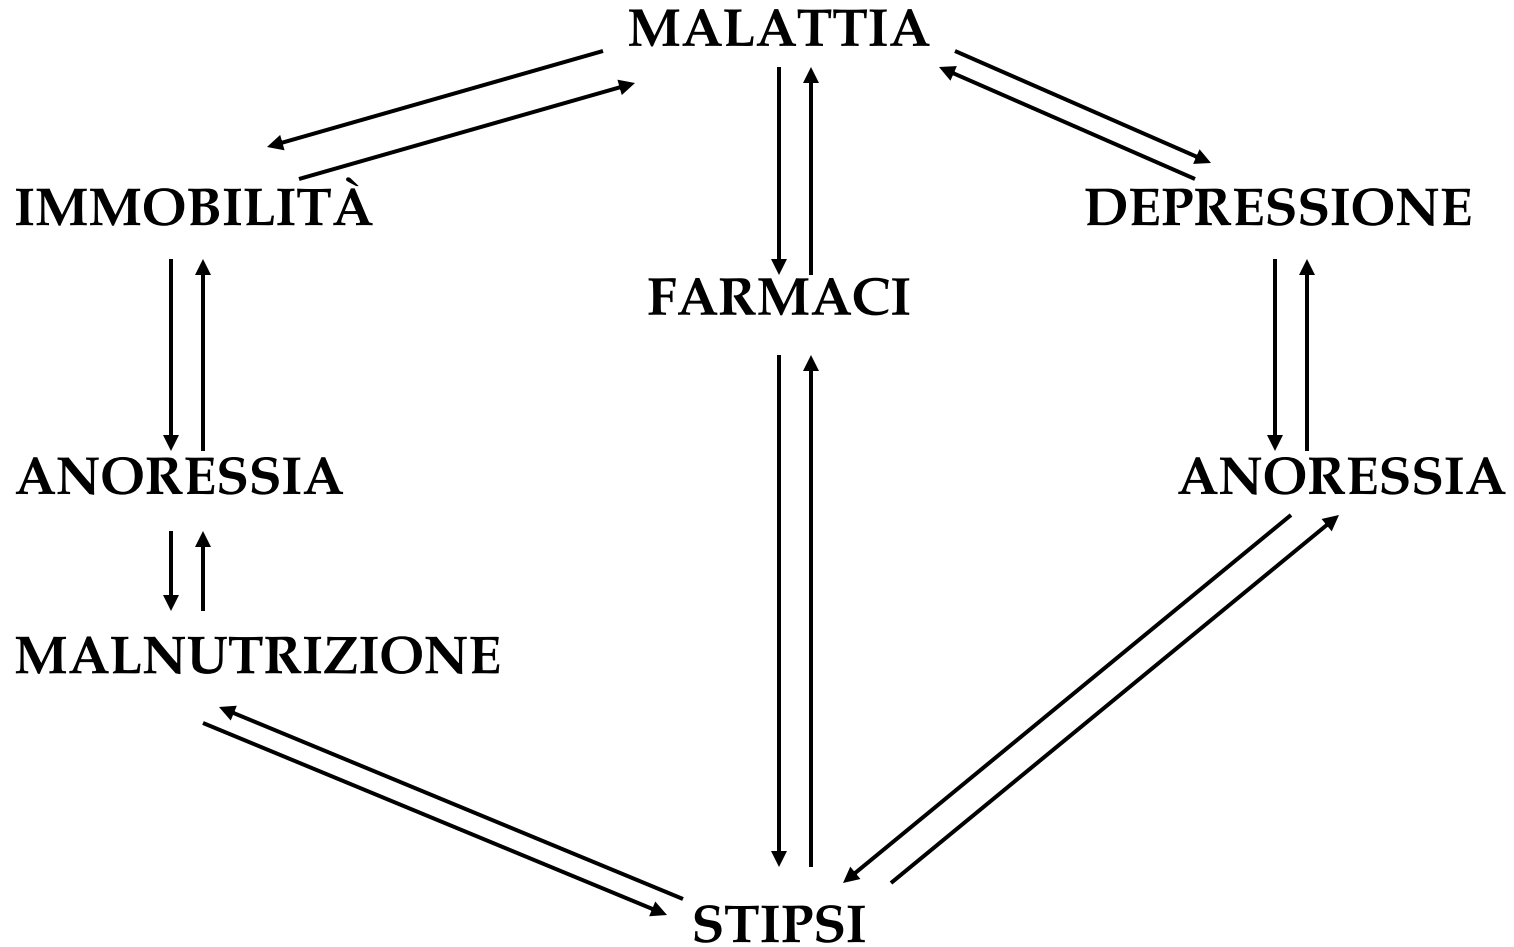 MALATTIA
IMMOBILITÀ
DEPRESSIONE
FARMACI
ANORESSIA
ANORESSIA
MALNUTRIZIONE
STIPSI